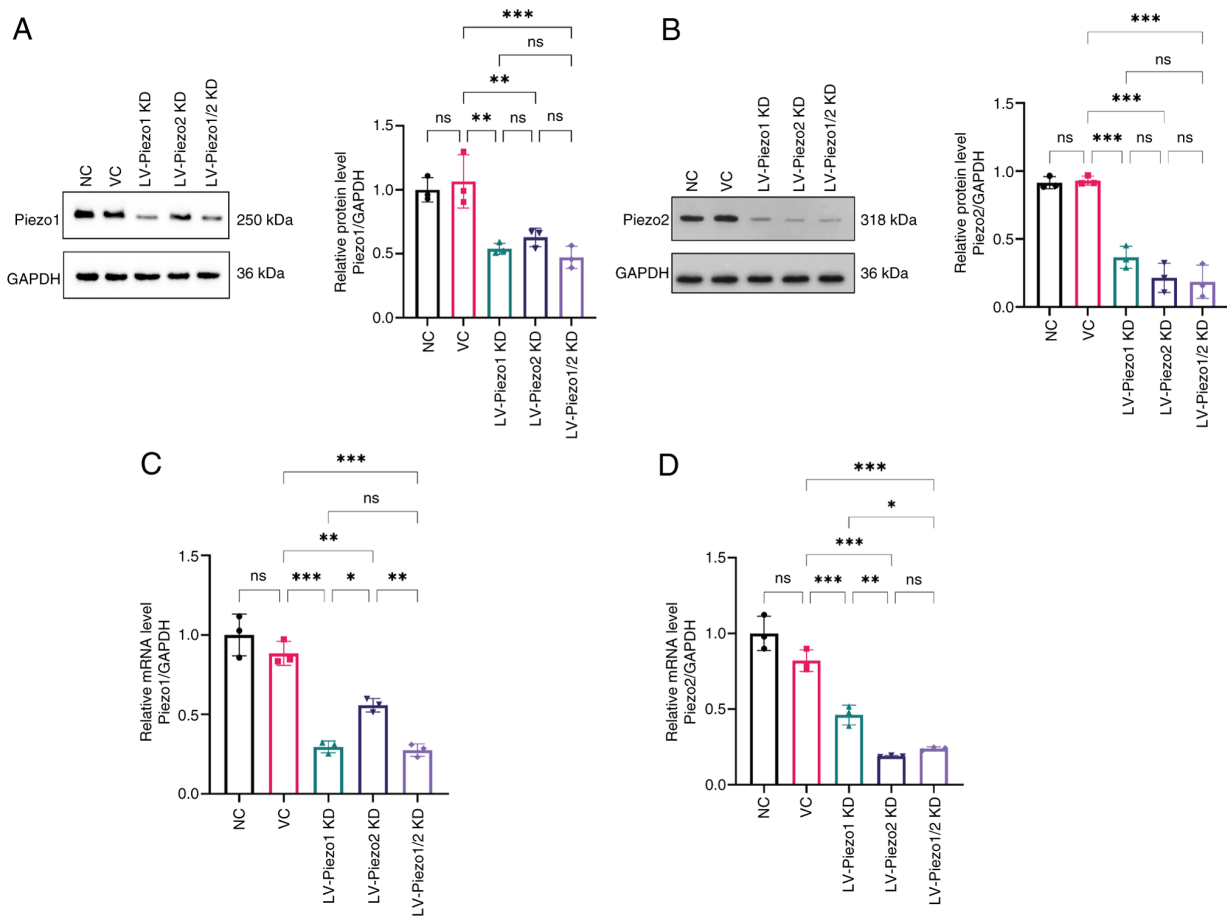 A
NC
VC
LV-Piezo1 KD
LV-Piezo2 KD
LV-Piezo1/2 KD
Piezo1
250 kDa
GAPDH
36 kDa
***
ns
**
ns
**
ns
ns
Relative protein level
Piezo1/GAPDH
1.5
1.0
0.5
0.0
NC
VC
LV-Piezo1 KD
LV-Piezo2 KD
LV-Piezo1/2 KD
B
NC
VC
LV-Piezo1 KD
LV-Piezo2 KD
LV-Piezo1/2 KD
Piezo2
318 kDa
GAPDH
36 kDa
***
ns
***
ns
***
ns
ns
Relative protein level
Piezo2/GAPDH
1.5
1.0
0.5
0.0
NC
VC
LV-Piezo1 KD
LV-Piezo2 KD
LV-Piezo1/2 KD
C
***
ns
**
ns
***
*
**
Relative mRNA level
Piezo1/GAPDH
1.5
1.0
0.5
0.0
NC
VC
LV-Piezo1 KD
LV-Piezo2 KD
LV-Piezo1/2 KD
D
***
*
***
ns
***
**
ns
Relative mRNA level
Piezo2/GAPDH
1.5
1.0
0.5
0.0
NC
VC
LV-Piezo1 KD
LV-Piezo2 KD
LV-Piezo1/2 KD